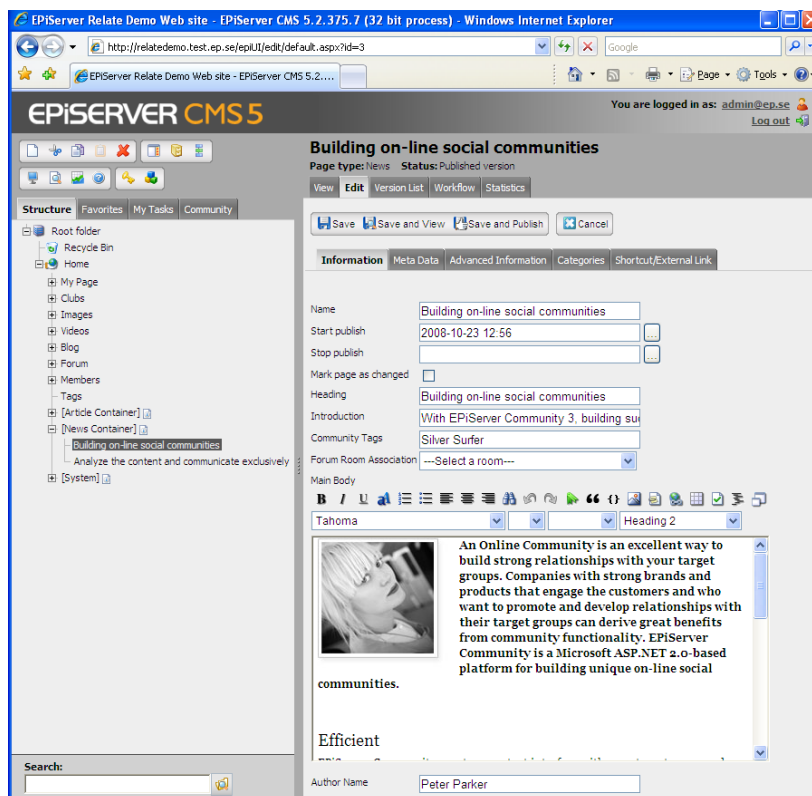 EPiServer Relate Demo Web site - EPiServer CMS 5.2.375.7 (32 bit process) - Windows Internet Explorer
http://relatedemo.test.ep.se/epiUI/edit/default.aspx?id=3
Google
EPiServer Relate Demo Web site - EPiServer CMS 5.2....
Page
Tools
EPiSERVER CMS 5
You are logged in as: admin@ep.se
Log out
Building on-line social communities
Page type: News Status: Published version
View Edit Version List Workflow Statistics
Structure Favorites My Tasks Community
Save Save and View Save and Publish Cancel
Root folder
Recycle Bin
Home
My Page
Clubs
Images
Videos
Blog
Forum
Members
Tags
[Article Container]
[News Container]
Building on-line social communities
Analyze the content and communicate exclusively
[System]
Information Meta Data Advanced Information Categories Shortcut/External Link
Name Building on-line social communities
Start publish 2008-10-23 12:56 ...
Stop publish ...
Mark page as changed
Heading Building on-line social communities
Introduction With EPiServer Community 3, building su
Community Tags Silver Surfer
Forum Room Association ---Select a room---
Main Body
B I U
Tahoma Heading 2
An Online Community is an excellent way to
build strong relationships with your target
groups. Companies with strong brands and
products that engage the customers and who
want to promote and develop relationships with
their target groups can derive great benefits
from community functionality. EPiServer
Community is a Microsoft ASP.NET 2.0-based
platform for building unique on-line social
communities.
Efficient
Search:
Author Name Peter Parker